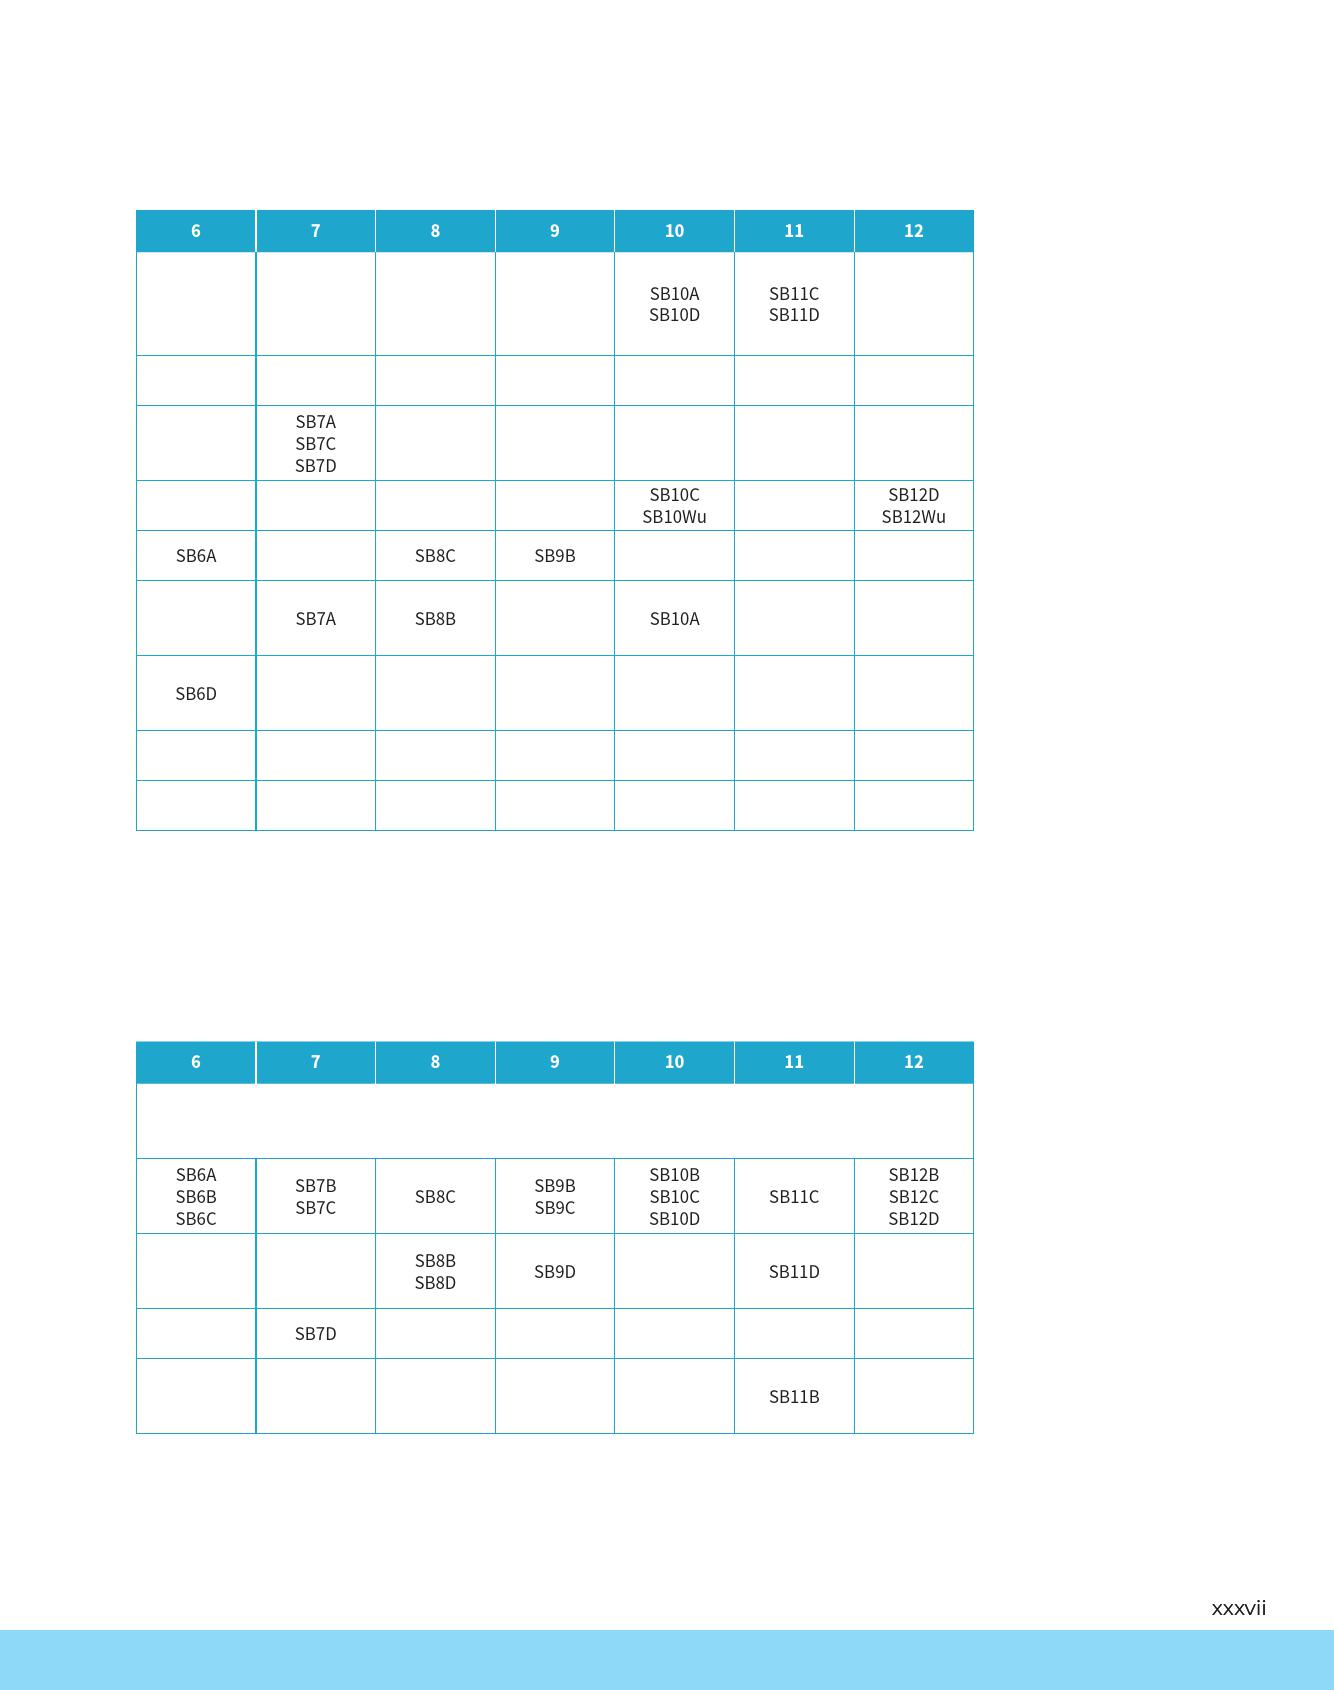 6 7 8 9 10 11 12
SB10A SB11C
SB10D SB11D
SB7A
SB7C
SB7D
SB10C SB12D
SB10Wu SB12Wu
SB6A SB8C SB9B
SB7A SB8B SB10A
SB6D
6 7 8 9 10 11 12
SB6A SB10B SB12B
SB7B SB9B
SB6B SB8C SB10C SB11C SB12C
SB7C SB9C
SB6C SB10D SB12D
SB8B
SB9D SB11D
SB8D
SB7D
SB11B
xxxvii